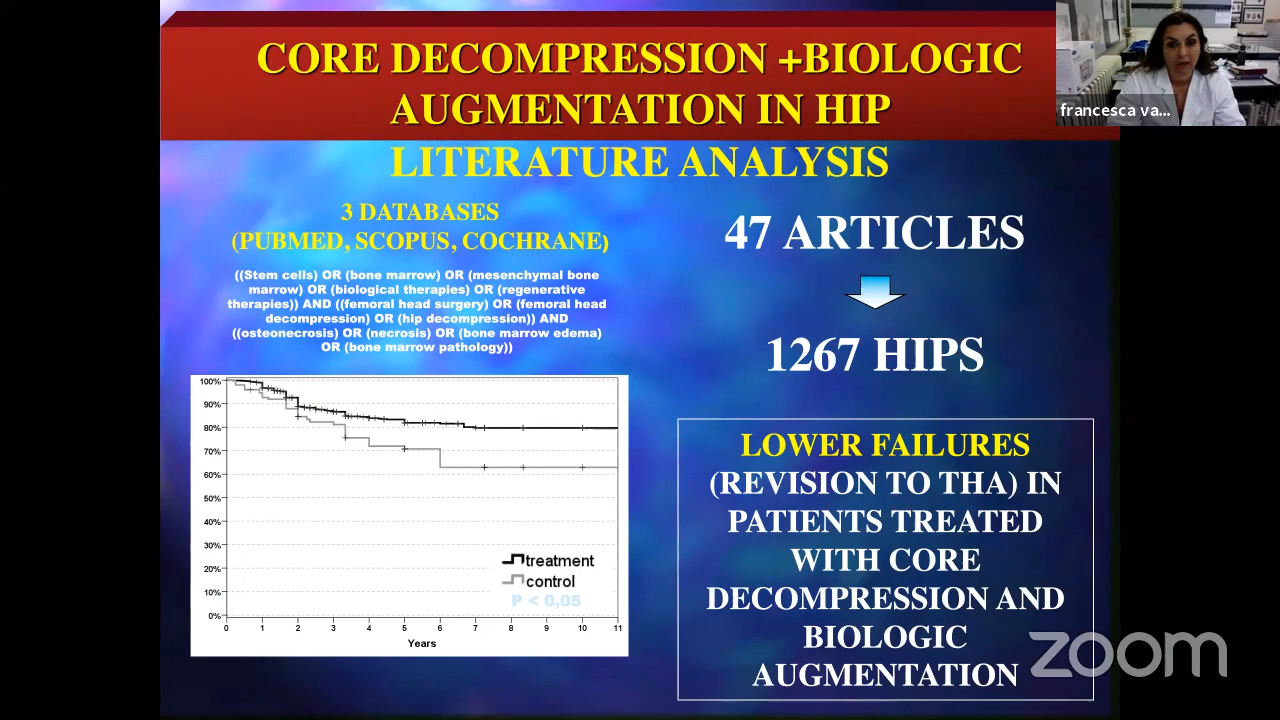 CORE DECOMPRESSION +BIOLOGIC
AUGMENTATION IN HIP
francesca va...
LITERATURE ANALYSIS
3 DATABASES
(PUBMED, SCOPUS, COCHRANE)
((Stem cells) OR (bone marrow) OR (mesenchymal bone
marrow) OR (biological therapies) OR (regenerative
therapies)) AND ((femoral head surgery) OR (femoral head
decompression) OR (hip decompression)) AND
((osteonecrosis) OR (necrosis) OR (bone marrow edema)
OR (bone marrow pathology))
47 ARTICLES
1267 HIPS
100%
90%
80%
70%
60%
50%
40%
30%
20%
10%
0%
treatment
control
P < 0,05
0 1 2 3 4 5 6 7 8 9 10 11
Years
LOWER FAILURES
(REVISION TO THA) IN
PATIENTS TREATED
WITH CORE
DECOMPRESSION AND
BIOLOGIC
AUGMENTATION
zoom